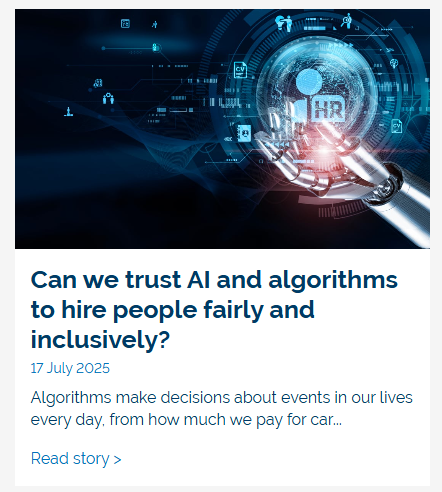 CV
HR
Can we trust AI and algorithms
to hire people fairly and
inclusively?
17 July 2025
Algorithms make decisions about events in our lives
every day, from how much we pay for car...
Read story >